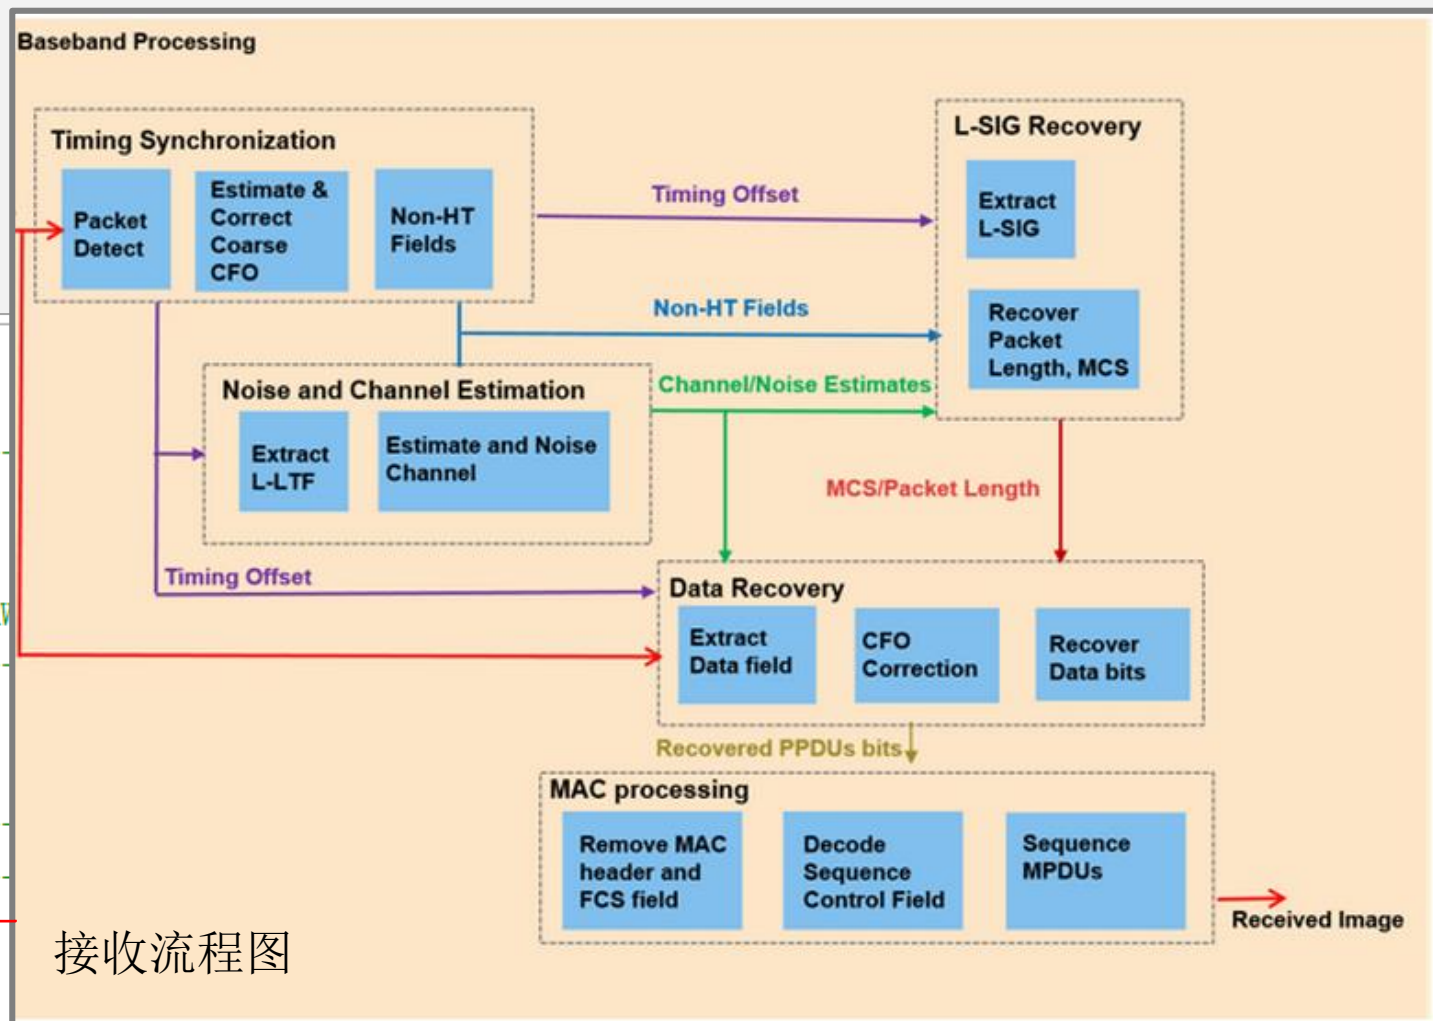 Baseband Processing
Timing Synchronization
Packet
Detect
Estimate &
Correct
Coarse
CFO
Non-HT
Fields
Timing Offset
L-SIG Recovery
Extract
L-SIG
Recover
Packet
Length, MCS
Non-HT Fields
Noise and Channel Estimation
Extract
L-LTF
Estimate and Noise
Channel
Channel/Noise Estimates
MCS/Packet Length
Timing Offset
Data Recovery
Extract
Data field
CFO
Correction
Recover
Data bits
Recovered PPDUs bits
MAC processing
Remove MAC
header and
FCS field
Decode
Sequence
Control Field
Sequence
MPDUs
Received Image
接收流程图